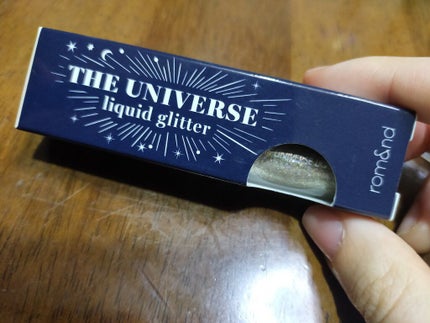 THE UNIVERSE
liquid glitter
rom&nd